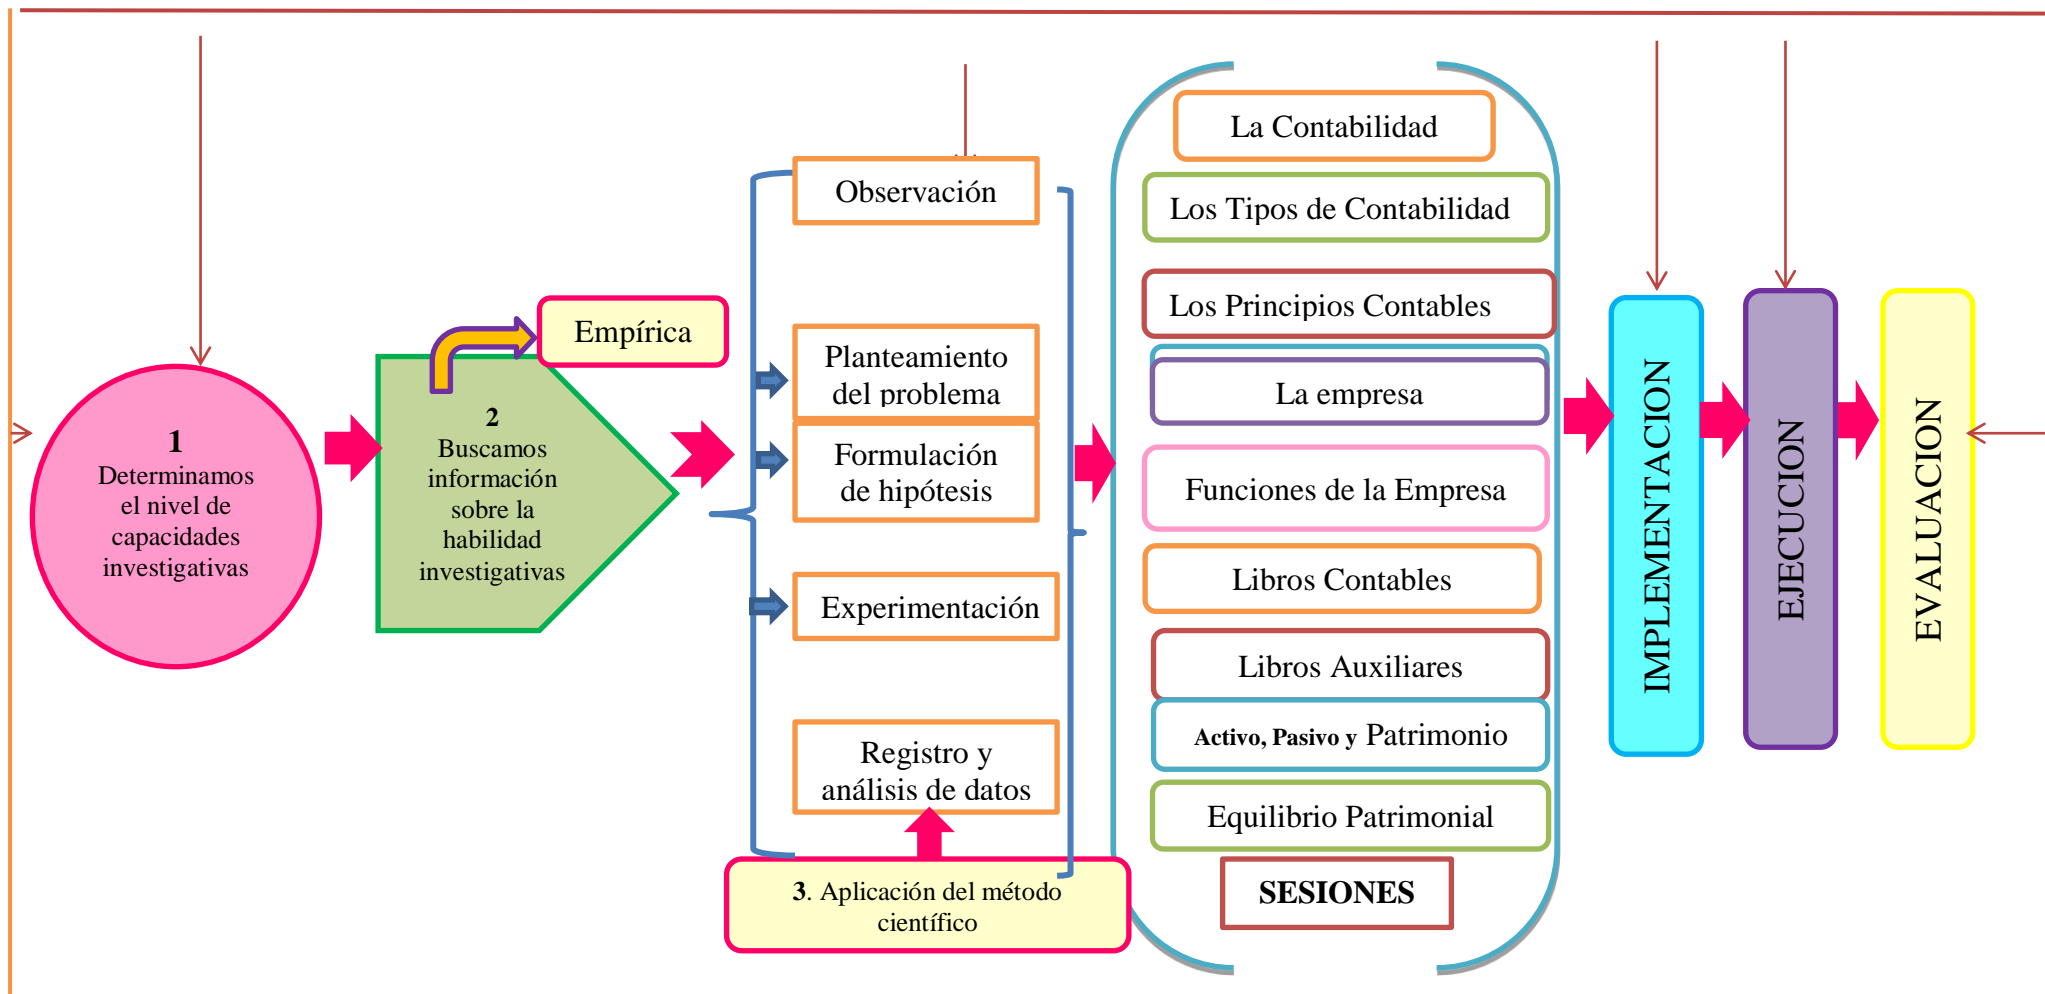 1
Determinamos
el nivel de
capacidades
investigativas
2
Buscamos
información
sobre la
habilidad
investigativas
Empírica
Observación
Planteamiento
del problema
Formulación
de hipótesis
Experimentación
Registro y
análisis de datos
3. Aplicación del método
científico
La Contabilidad
Los Tipos de Contabilidad
Los Principios Contables
La empresa
Funciones de la Empresa
Libros Contables
Libros Auxiliares
Activo, Pasivo y Patrimonio
Equilibrio Patrimonial
SESIONES
IMPLEMENTACION
EJECUCION
EVALUACION